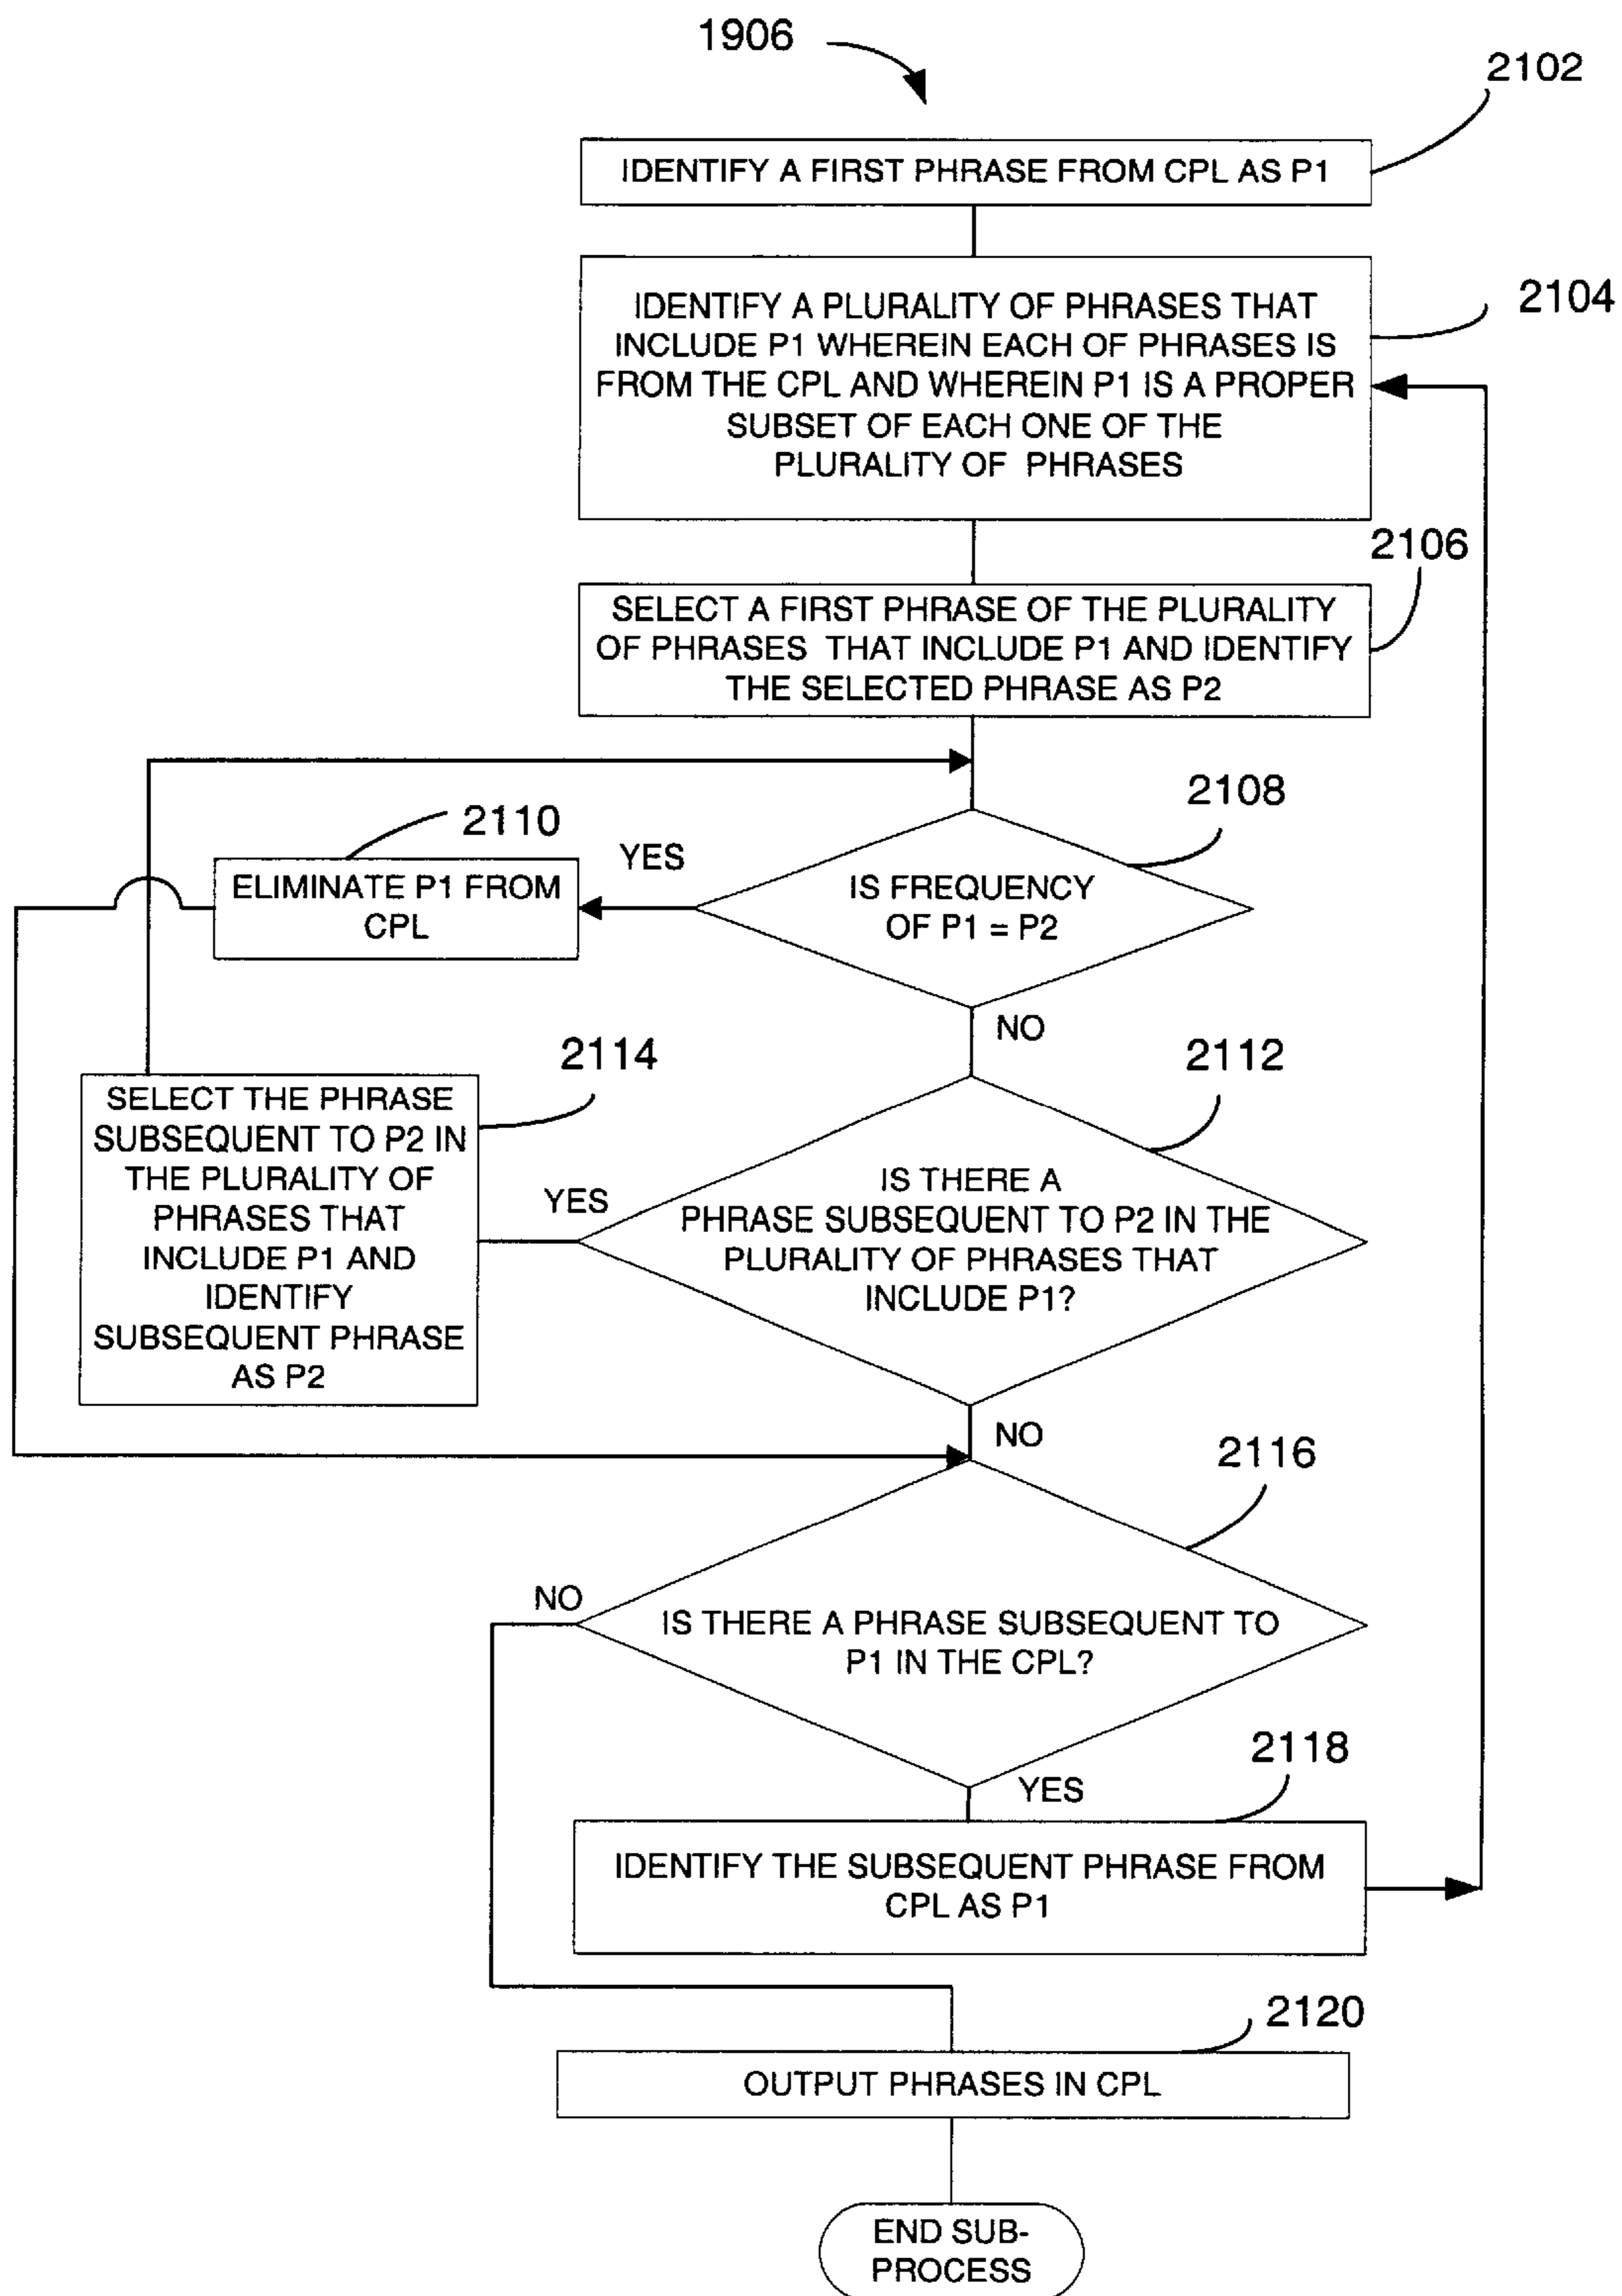 1906
2102
IDENTIFY A FIRST PHRASE FROM CPL AS P1
2104
IDENTIFY A PLURALITY OF PHRASES THAT
INCLUDE P1 WHEREIN EACH OF PHRASES IS
FROM THE CPL AND WHEREIN P1 IS A PROPER
SUBSET OF EACH ONE OF THE
PLURALITY OF PHRASES
2106
SELECT A FIRST PHRASE OF THE PLURALITY
OF PHRASES THAT INCLUDE P1 AND IDENTIFY
THE SELECTED PHRASE AS P2
2108
IS FREQUENCY
OF P1 = P2
YES
2110
ELIMINATE P1 FROM
CPL
NO
2112
IS THERE A
PHRASE SUBSEQUENT TO P2 IN THE
PLURALITY OF PHRASES THAT
INCLUDE P1?
YES
2114
SELECT THE PHRASE
SUBSEQUENT TO P2 IN
THE PLURALITY OF
PHRASES THAT
INCLUDE P1 AND
IDENTIFY
SUBSEQUENT PHRASE
AS P2
NO
2116
IS THERE A PHRASE SUBSEQUENT TO
P1 IN THE CPL?
NO
YES
2118
IDENTIFY THE SUBSEQUENT PHRASE FROM
CPL AS P1
2120
OUTPUT PHRASES IN CPL
END SUB-
PROCESS